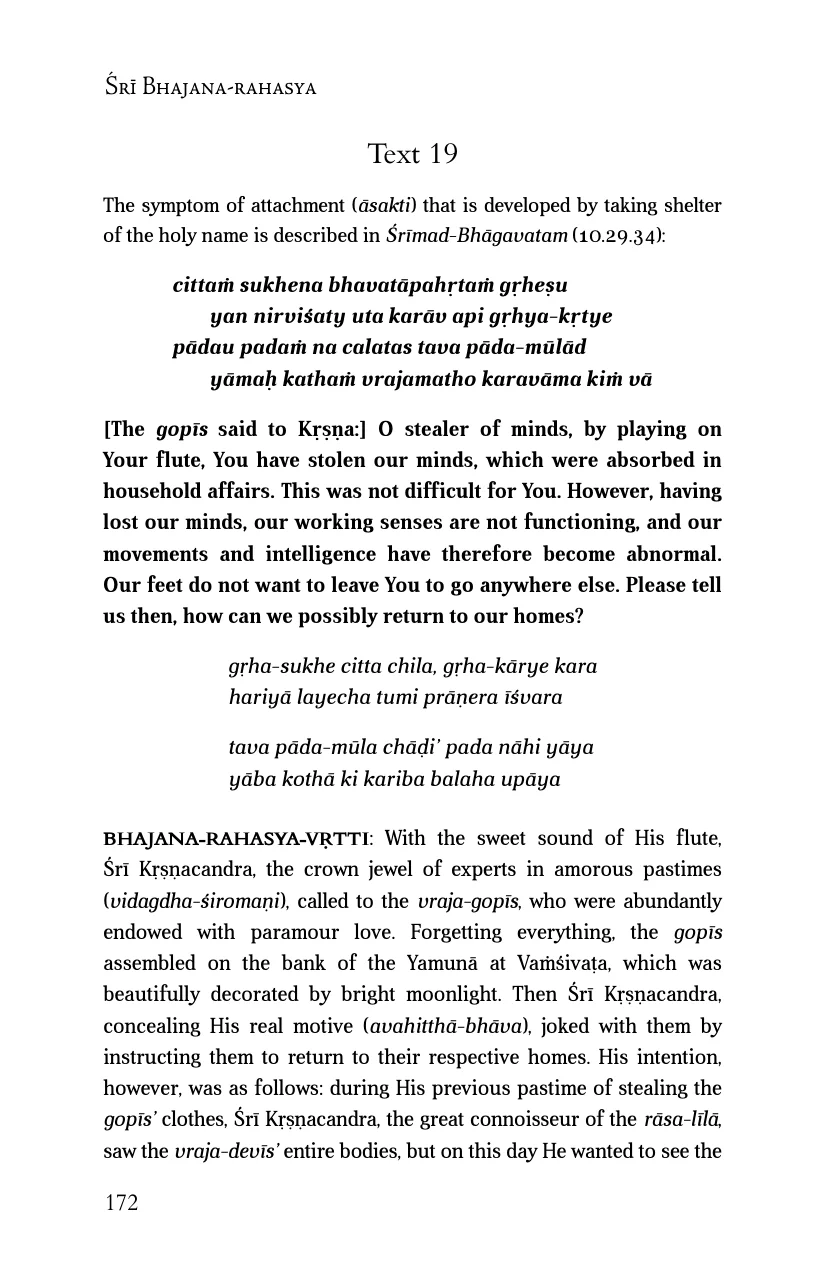 Śrī Bhajana-rahasya
Text 19
The symptom of attachment (āsakti) that is developed by taking shelter
of the holy name is described in Śrīmad-Bhāgavatam (10.29.34):
cittaṁ sukhena bhavatāpahṛtaṁ gṛheṣu
yan nirviśaty uta karāv api gṛhya-kṛtye
pādau padaṁ na calatas tava pāda-mūlād
yāmaḥ kathaṁ vrajamatho karavāma kiṁ vā
[The gopīs said to Kṛṣṇa:] O stealer of minds, by playing on
Your flute, You have stolen our minds, which were absorbed in
household affairs. This was not difficult for You. However, having
lost our minds, our working senses are not functioning, and our
movements and intelligence have therefore become abnormal.
Our feet do not want to leave You to go anywhere else. Please tell
us then, how can we possibly return to our homes?
gṛha-sukhe citta chila, gṛha-kārye kara
hariyā layecha tumi prāṇera īśvara
tava pāda-mūla chāḍi’ pada nāhi yāya
yāba kothā ki kariba balaha upāya
BHAJANA-RAHASYA-VṚTTI: With the sweet sound of His flute,
Śrī Kṛṣṇacandra, the crown jewel of experts in amorous pastimes
(vidagdha-śiromaṇi), called to the vraja-gopīs, who were abundantly
endowed with paramour love. Forgetting everything, the gopīs
assembled on the bank of the Yamunā at Vaṁśivaṭa, which was
beautifully decorated by bright moonlight. Then Śrī Kṛṣṇacandra,
concealing His real motive (avahitthā-bhāva), joked with them by
instructing them to return to their respective homes. His intention,
however, was as follows: during His previous pastime of stealing the
gopīs’ clothes, Śrī Kṛṣṇacandra, the great connoisseur of the rāsa-līlā,
saw the vraja-devīs’ entire bodies, but on this day He wanted to see the
172